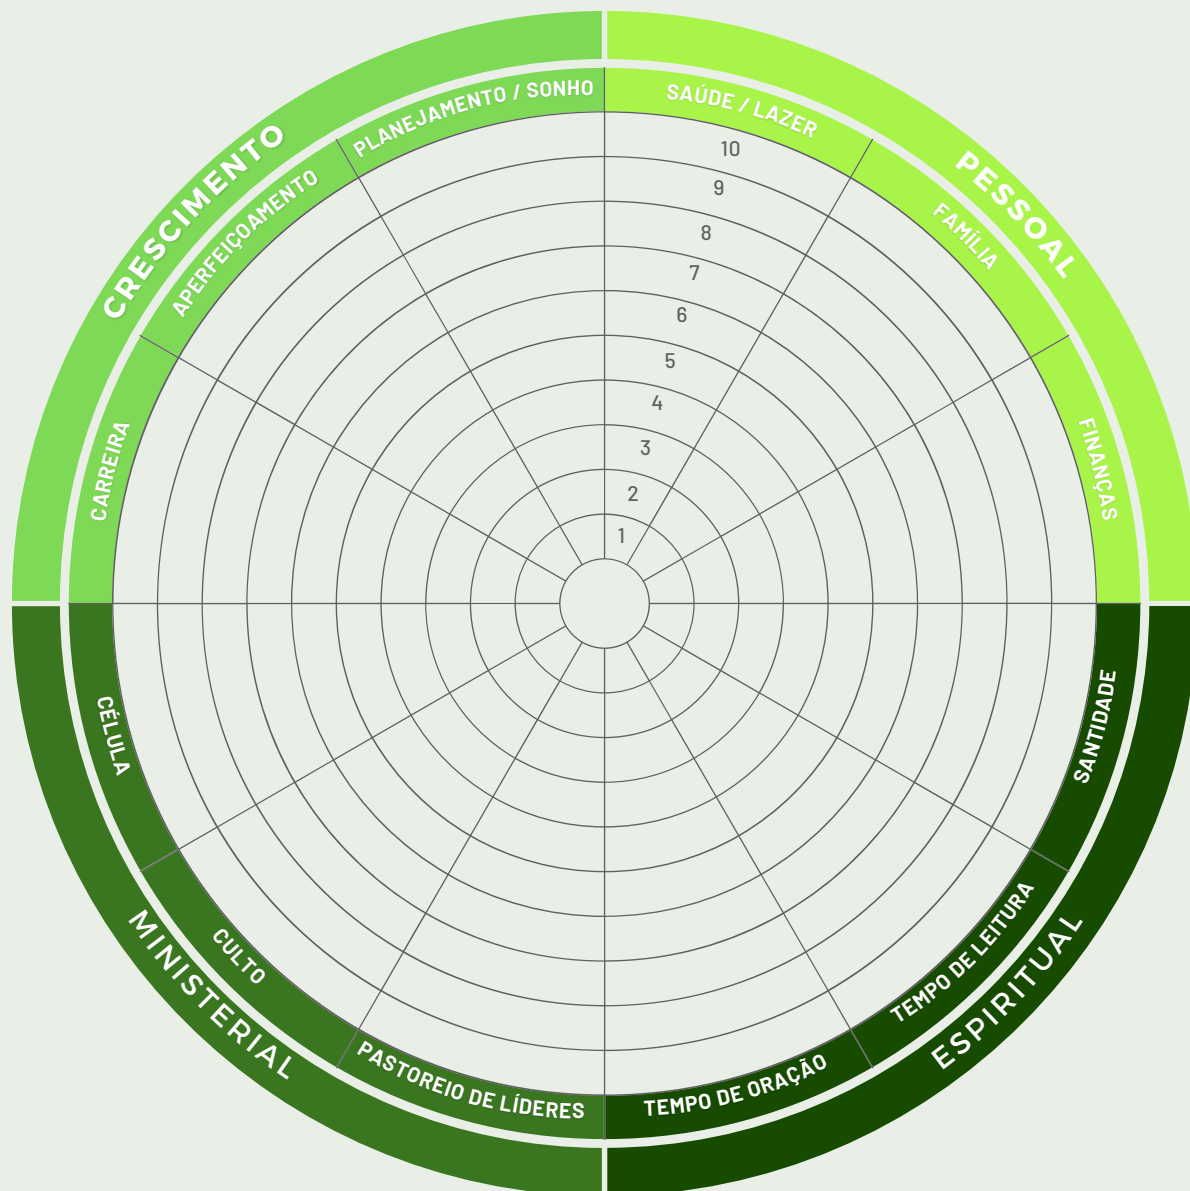 CRESCIMENTO
PLANEJAMENTO / SONHO
APERFEIÇOAMENTO
CARREIRA
PESSOAL
SAÚDE / LAZER
FAMÍLIA
FINANÇAS
10
9
8
7
6
5
4
3
2
1
MINISTERIAL
CÉLULA
CULTO
PASTOREIO DE LÍDERES
ESPIRITUAL
SANTIDADE
TEMPO DE LEITURA
TEMPO DE ORAÇÃO